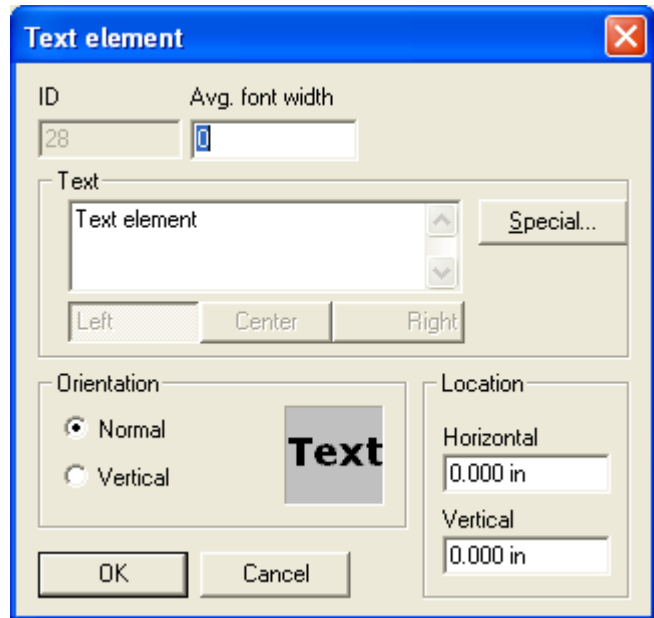 Text element
ID Avg. font width
28 0
Text
Text element
Special...
Left Center Right
Orientation
Normal
Vertical
Text
Location
Horizontal
0.000 in
Vertical
0.000 in
OK Cancel